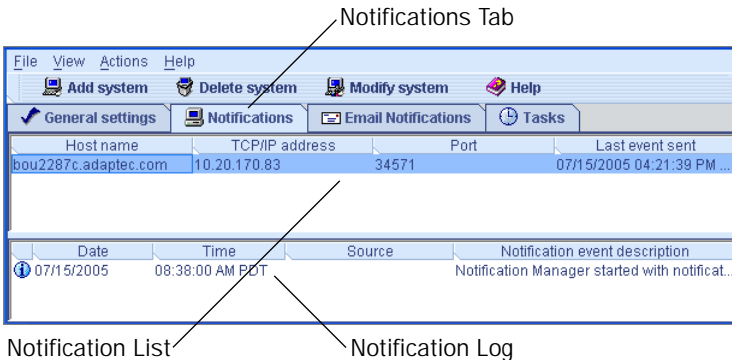 Notifications Tab
File View Actions Help
Add system Delete system Modify system Help
General settings Notifications Email Notifications Tasks
Host name TCP/IP address Port Last event sent
bou2287c.adaptec.com 10.20.170.83 34571 07/15/2005 04:21:39 PM ...
Date Time Source Notification event description
07/15/2005 08:38:00 AM PDT Notification Manager started with notificat...
Notification List Notification Log